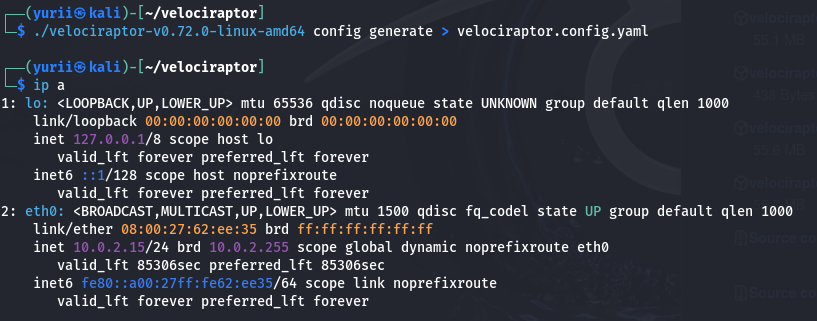 ┌──(yurii㉿kali)-[~/velociraptor]
└─$ ./velociraptor-v0.72.0-linux-amd64 config generate > velociraptor.config.yaml
┌──(yurii㉿kali)-[~/velociraptor]
└─$ ip a
1: lo: <LOOPBACK,UP,LOWER_UP> mtu 65536 qdisc noqueue state UNKNOWN group default qlen 1000
    link/loopback 00:00:00:00:00:00 brd 00:00:00:00:00:00
    inet 127.0.0.1/8 scope host lo
       valid_lft forever preferred_lft forever
    inet6 ::1/128 scope host noprefixroute
       valid_lft forever preferred_lft forever
2: eth0: <BROADCAST,MULTICAST,UP,LOWER_UP> mtu 1500 qdisc fq_codel state UP group default qlen 1000
    link/ether 08:00:27:62:ee:35 brd ff:ff:ff:ff:ff:ff
    inet 10.0.2.15/24 brd 10.0.2.255 scope global dynamic noprefixroute eth0
       valid_lft 85306sec preferred_lft 85306sec
    inet6 fe80::a00:27ff:fe62:ee35/64 scope link noprefixroute
       valid_lft forever preferred_lft forever